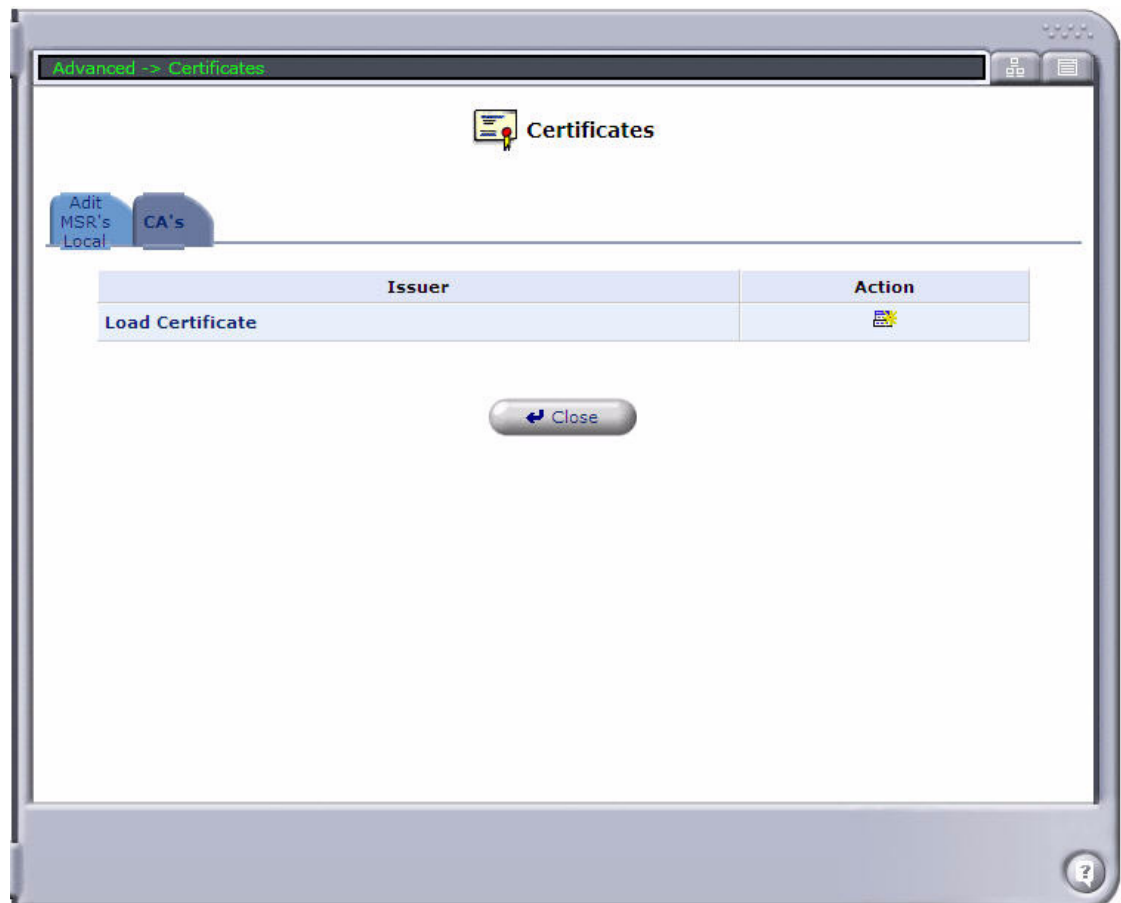 Advanced -> Certificates
Certificates
Adit
MSR's
Local
CA's
Issuer Action
Load Certificate
Close
?